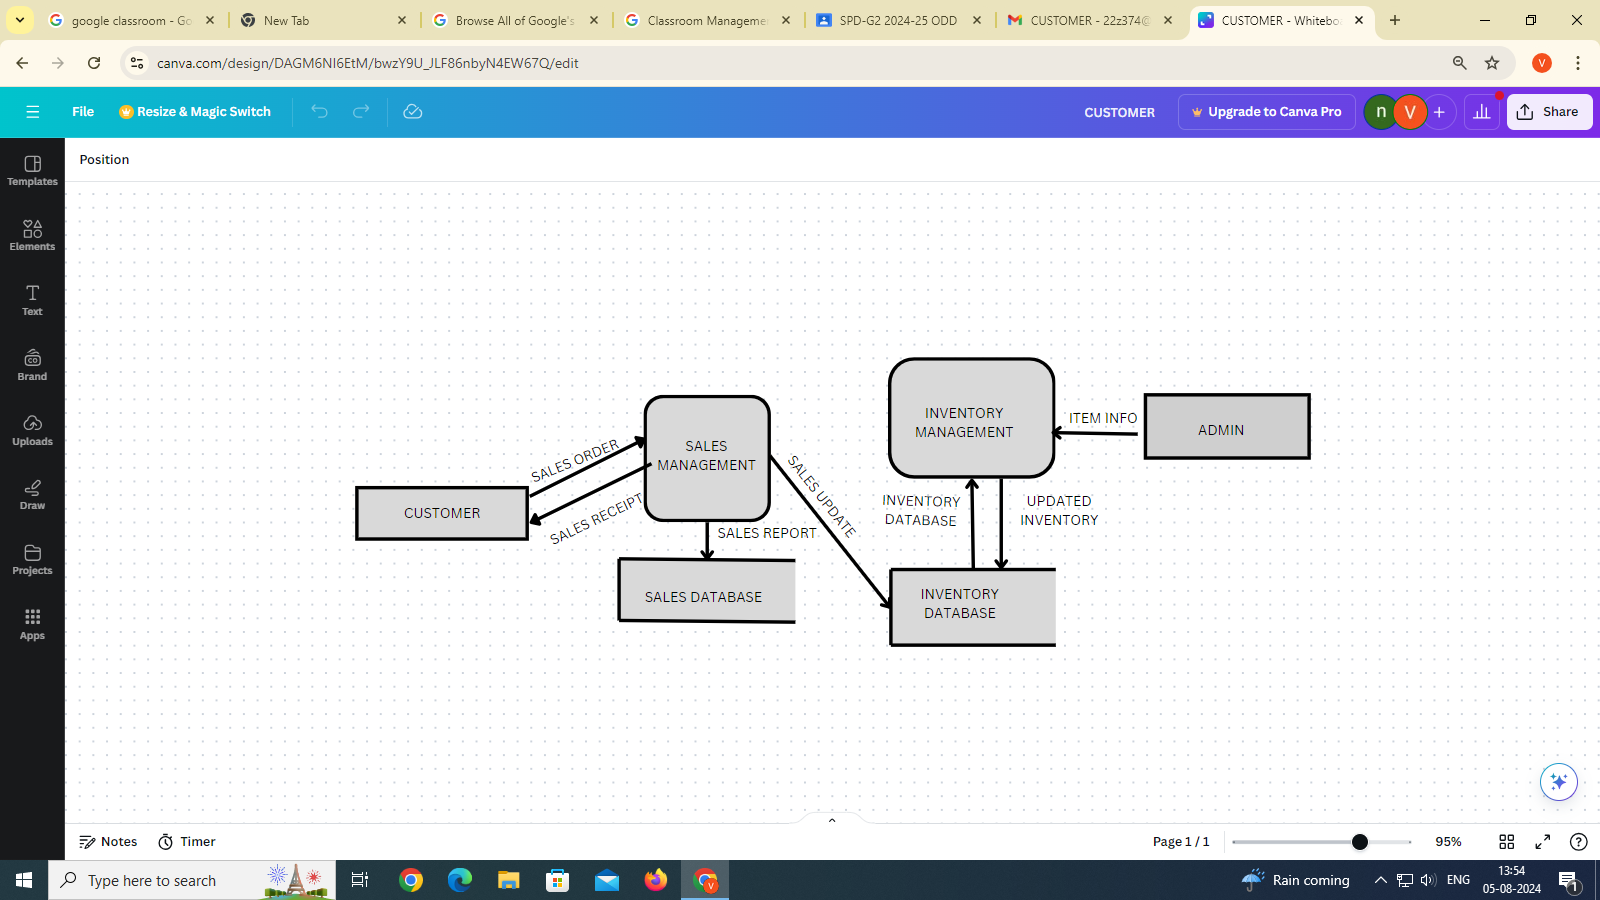 google classroom - Go
New Tab
Browse All of Google's
Classroom Manageme
SPD-G2 2024-25 ODD
CUSTOMER - 22z374@
CUSTOMER - Whitebo
canva.com/design/DAGM6NI6EtM/bwzY9U_JLF86nbyN4EW67Q/edit
V
File
Resize & Magic Switch
CUSTOMER
Upgrade to Canva Pro
n
V
Share
Position
Templates
Elements
Text
Brand
Uploads
Draw
Projects
Apps
INVENTORY
MANAGEMENT
ITEM INFO
ADMIN
SALES
MANAGEMENT
SALES ORDER
SALES RECEIPT
CUSTOMER
SALES UPDATE
INVENTORY
DATABASE
UPDATED
INVENTORY
SALES REPORT
SALES DATABASE
INVENTORY
DATABASE
Notes
Timer
Page 1 / 1
95%
Type here to search
V
Rain coming
ENG
13:54
05-08-2024
1